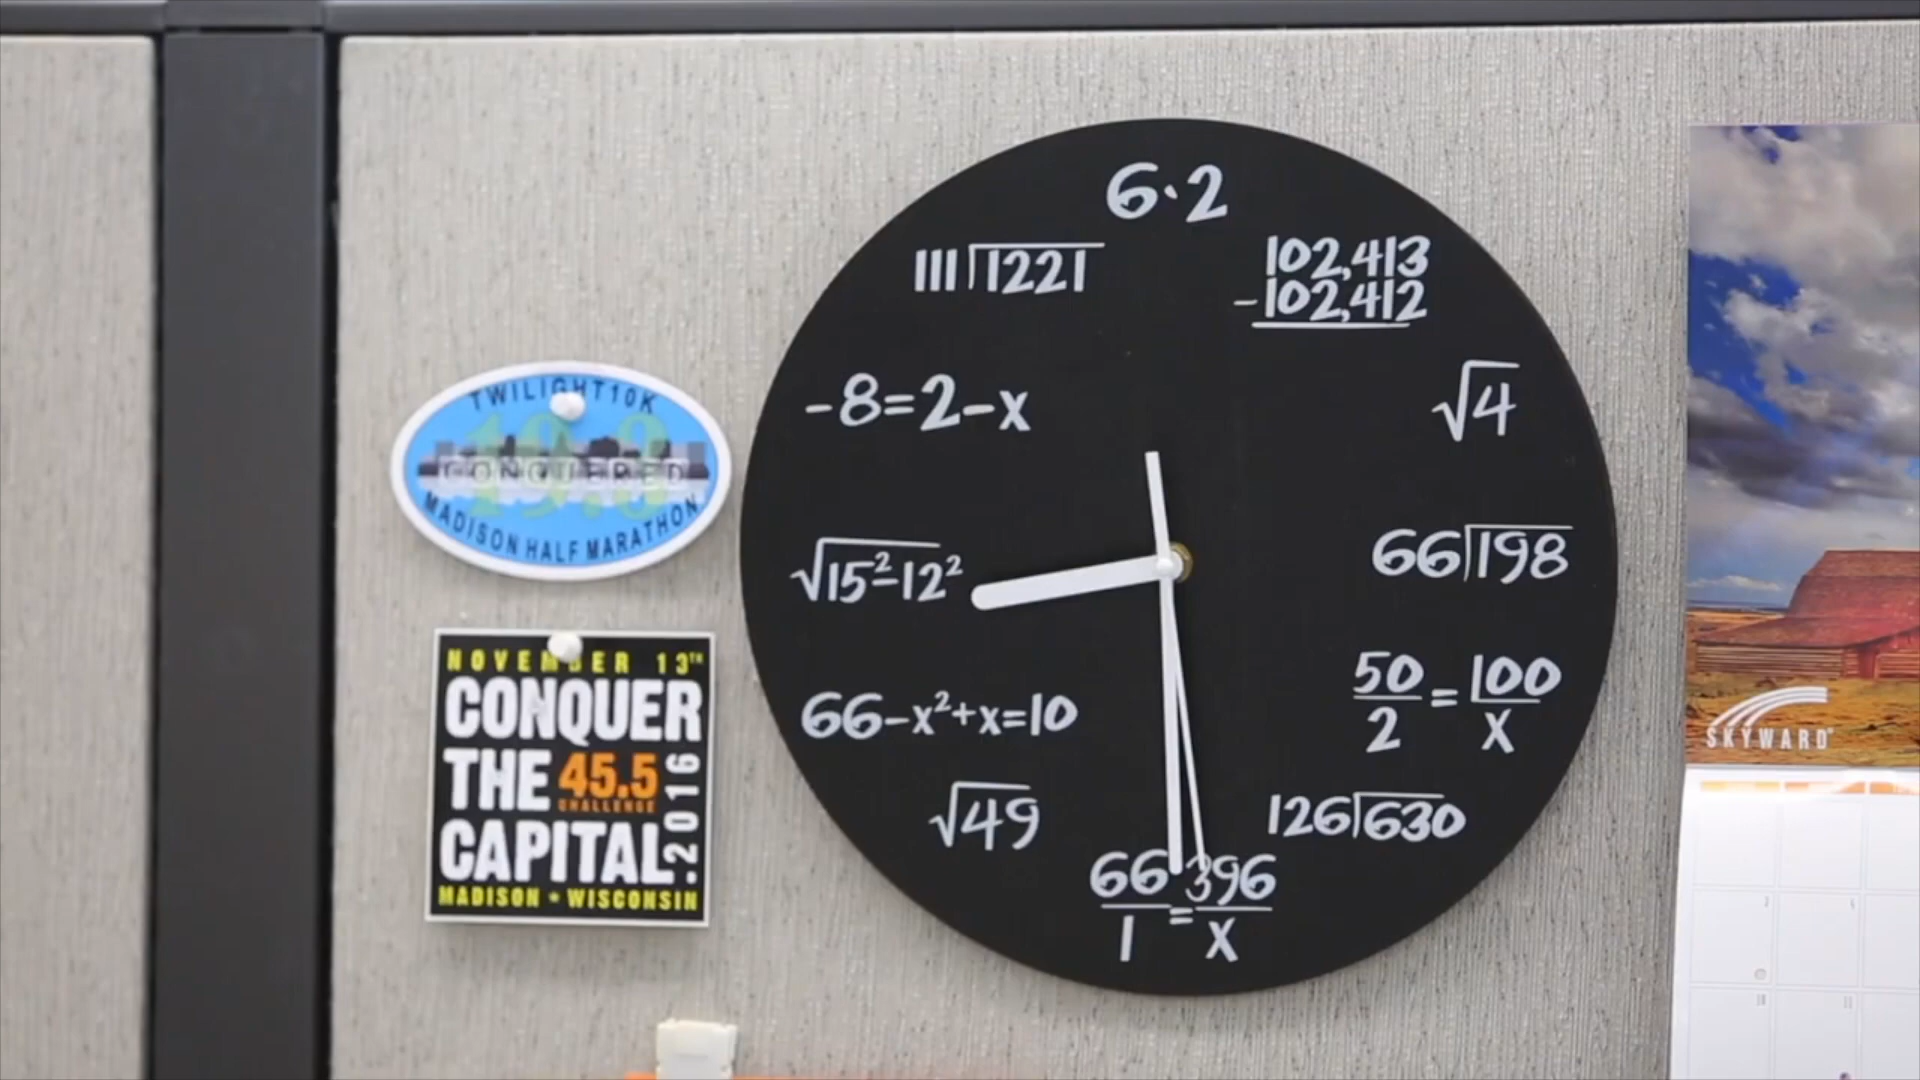 TWILIGHT10K
19.3
CONQUERED
MADISON HALF MARATHON
NOVEMBER 13TH
CONQUER
THE 45.5
CHALLENGE
CAPITAL
.2016
MADISON • WISCONSIN
6·2
111⟌1221
102,413
-102,412
-8=2-x
√4
√15²-12²
66⟌198
66-x²+x=10
50/2 = 100/x
√49
126⟌630
66/1 = 396/x
SKYWARD